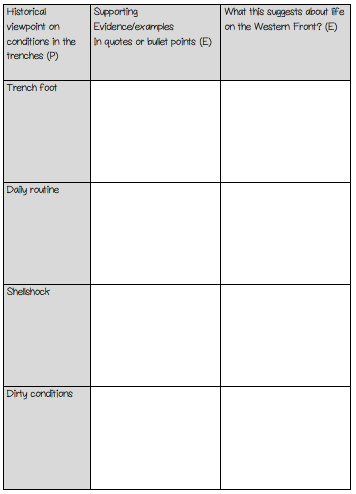 Historical
viewpoint on
conditions in the
trenches (P)
Supporting
Evidence/examples
in quotes or bullet points (E)
What this suggests about life
on the Western Front? (E)
Trench foot
Daily routine
Shellshock
Dirty conditions